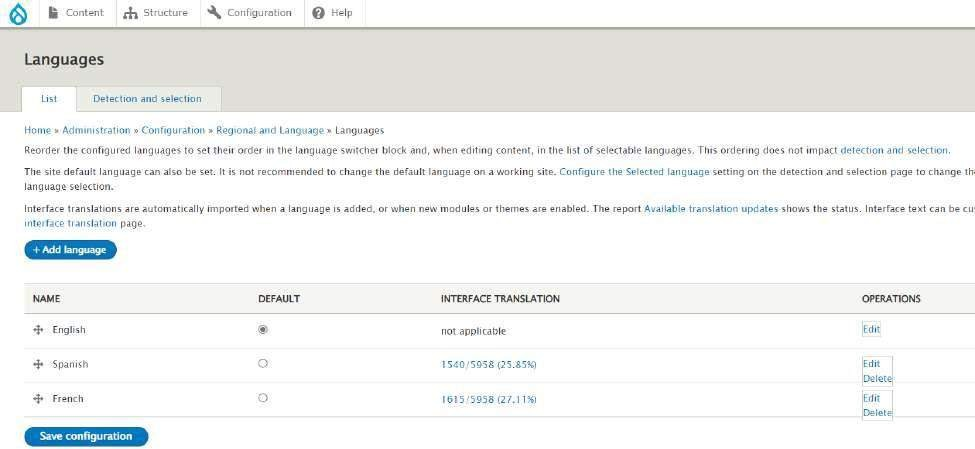 Content Structure Configuration Help
Languages
List Detection and selection
Home » Administration » Configuration » Regional and Language » Languages
Reorder the configured languages to set their order in the language switcher block and, when editing content, in the list of selectable languages. This ordering does not impact detection and selection.
The site default language can also be set. It is not recommended to change the default language on a working site. Configure the Selected language setting on the detection and selection page to change the
language selection.
Interface translations are automatically imported when a language is added, or when new modules or themes are enabled. The report Available translation updates shows the status. Interface text can be cu
interface translation page.
+ Add language
NAME DEFAULT INTERFACE TRANSLATION OPERATIONS
English not applicable Edit
Spanish 1540/5958 (25.85%) Edit
Delete
French 1615/5958 (27.11%) Edit
Delete
Save configuration